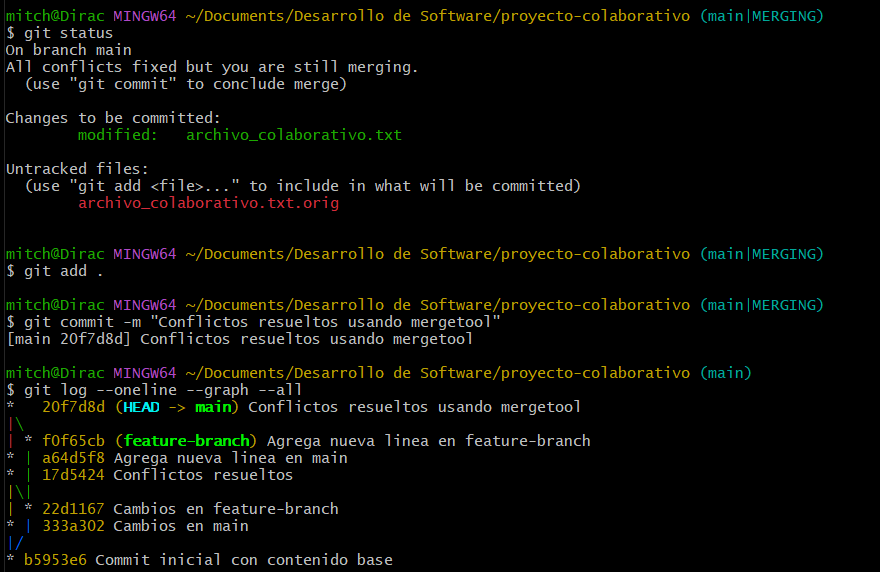 mitch@Dirac MINGW64 ~/Documents/Desarrollo de Software/proyecto-colaborativo (main|MERGING)
$ git status
On branch main
All conflicts fixed but you are still merging.
  (use "git commit" to conclude merge)

Changes to be committed:
        modified:   archivo_colaborativo.txt

Untracked files:
  (use "git add <file>..." to include in what will be committed)
        archivo_colaborativo.txt.orig


mitch@Dirac MINGW64 ~/Documents/Desarrollo de Software/proyecto-colaborativo (main|MERGING)
$ git add .

mitch@Dirac MINGW64 ~/Documents/Desarrollo de Software/proyecto-colaborativo (main|MERGING)
$ git commit -m "Conflictos resueltos usando mergetool"
[main 20f7d8d] Conflictos resueltos usando mergetool

mitch@Dirac MINGW64 ~/Documents/Desarrollo de Software/proyecto-colaborativo (main)
$ git log --oneline --graph --all
*   20f7d8d (HEAD -> main) Conflictos resueltos usando mergetool
|\
| * f0f65cb (feature-branch) Agrega nueva linea en feature-branch
* | a64d5f8 Agrega nueva linea en main
* | 17d5424 Conflictos resueltos
|\|
| * 22d1167 Cambios en feature-branch
* | 333a302 Cambios en main
|/
* b5953e6 Commit inicial con contenido base